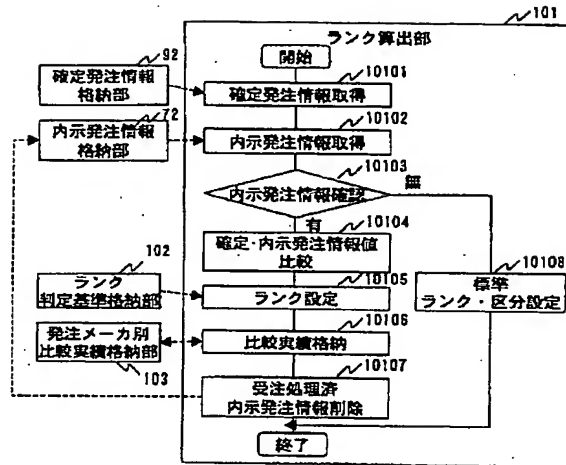 101
ランク算出部
開始
92
確定発注情報
格納部
10101
確定発注情報取得
72
内示発注情報
格納部
10102
内示発注情報取得
10103
内示発注情報確認
無
有
10104
確定・内示発注情報値
比較
102
ランク
判定基準格納部
10105
ランク設定
10108
標準
ランク・区分設定
発注メーカ別
比較実績格納部
103
10106
比較実績格納
10107
受注処理済
内示発注情報削除
終了